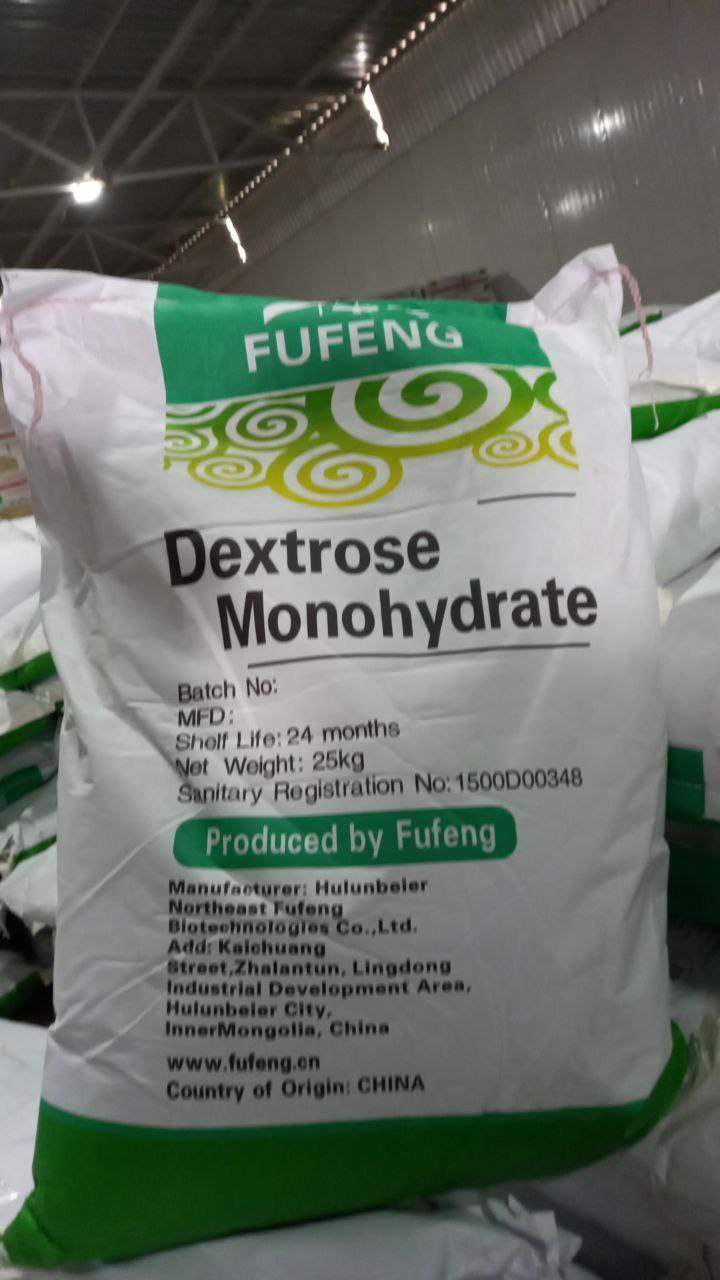 FUFENG
Dextrose
Monohydrate
Batch No:
MFD:
Shelf Life: 24 months
Net Weight: 25kg
Sanitary Registration No: 1500D00348
Produced by Fufeng
Manufacturer: Hulunbeier
Northeast Fufeng
Biotechnologies Co.,Ltd.
Add: Kaichuang
Street,Zhalantun, Lingdong
Industrial Development Area,
Hulunbeier City,
InnerMongolia, China
www.fufeng.cn
Country of Origin: CHINA